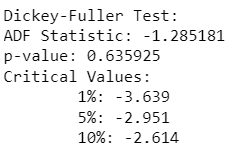 Dickey-Fuller Test:
ADF Statistic: -1.285181
p-value: 0.635925
Critical Values:
1%: -3.639
5%: -2.951
10%: -2.614